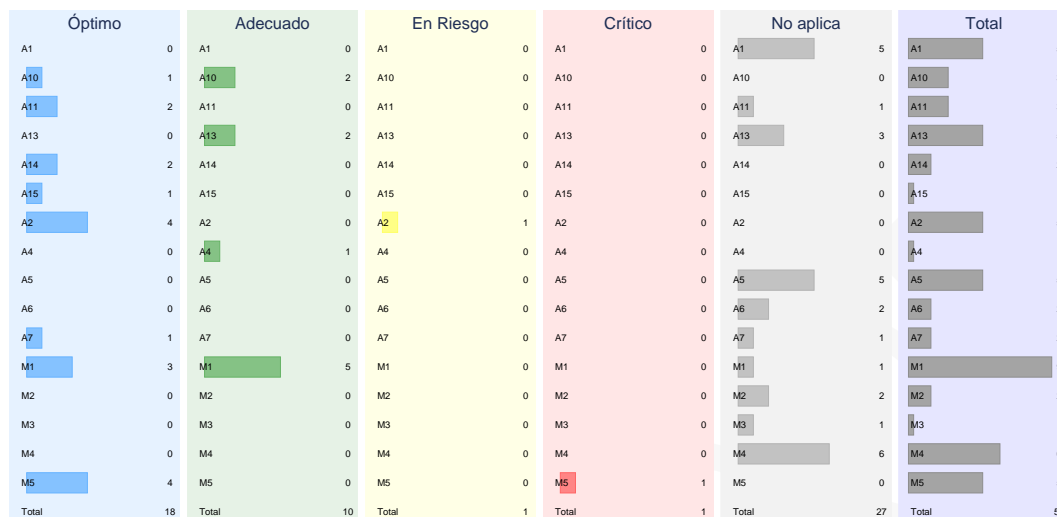 Óptimo Adecuado En Riesgo Crítico No aplica Total
A1 0 A1 0 A1 0 A1 0 A1 5 A1
A10 1 A10 2 A10 0 A10 0 A10 0 A10
A11 2 A11 0 A11 0 A11 0 A11 1 A11
A13 0 A13 2 A13 0 A13 0 A13 3 A13
A14 2 A14 0 A14 0 A14 0 A14 0 A14
A15 1 A15 0 A15 0 A15 0 A15 0 A15
A2 4 A2 0 A2 1 A2 0 A2 0 A2
A4 0 A4 1 A4 0 A4 0 A4 0 A4
A5 0 A5 0 A5 0 A5 0 A5 5 A5
A6 0 A6 0 A6 0 A6 0 A6 2 A6
A7 1 A7 0 A7 0 A7 0 A7 1 A7
M1 3 M1 5 M1 0 M1 0 M1 1 M1
M2 0 M2 0 M2 0 M2 0 M2 2 M2
M3 0 M3 0 M3 0 M3 0 M3 1 M3
M4 0 M4 0 M4 0 M4 0 M4 6 M4
M5 4 M5 0 M5 0 M5 1 M5 0 M5
Total 18 Total 10 Total 1 Total 1 Total 27 Total